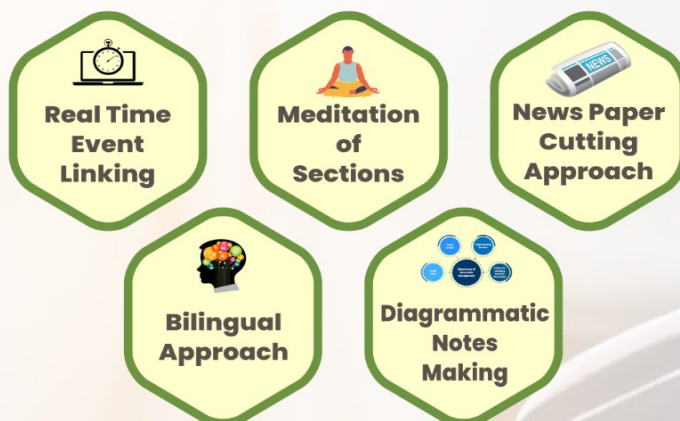 Real Time
Event
Linking
Meditation
of
Sections
NEWS
News Paper
Cutting
Approach
Bilingual
Approach
Diagrammatic
Notes
Making